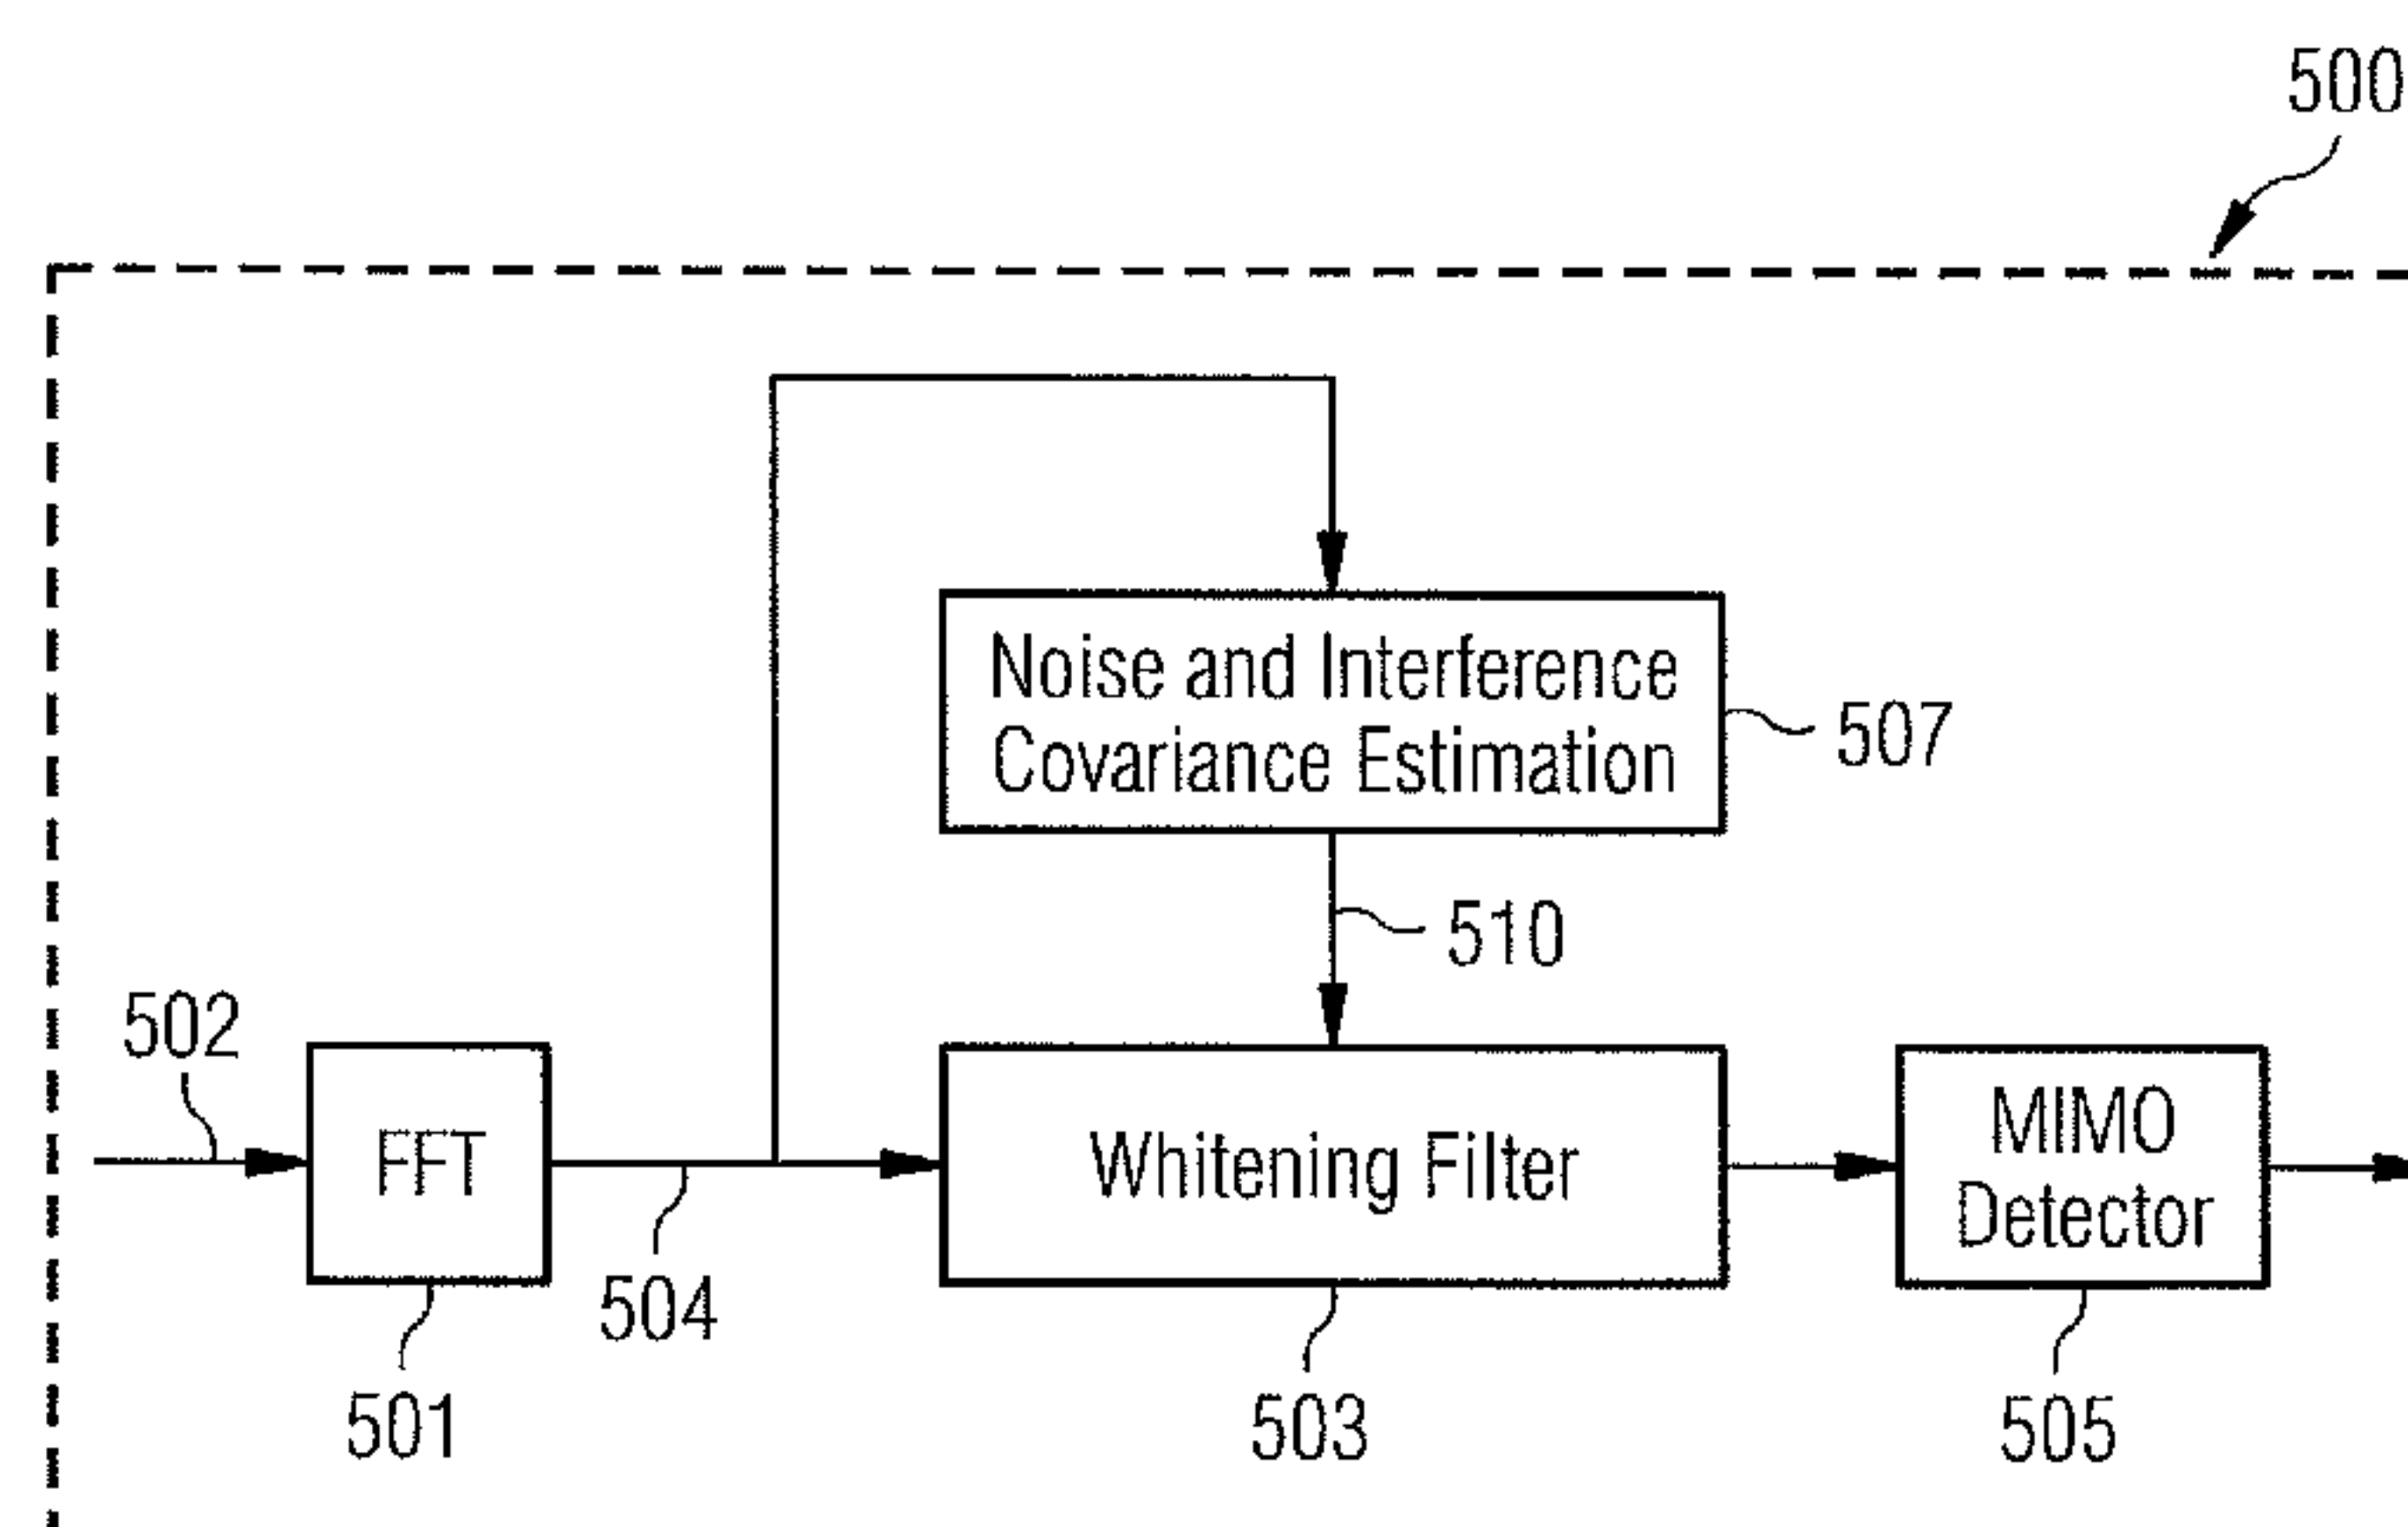 500
Noise and Interference
Covariance Estimation
507
510
502
FFT
Whitening Filter
MIMO
Detector
504
501
503
505